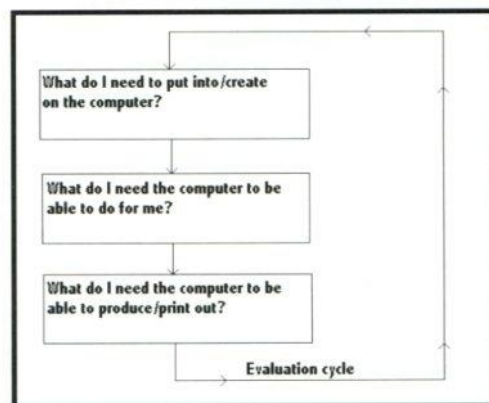 What do I need to put into/create
on the computer?
What do I need the computer to be
able to do for me?
What do I need the computer to be
able to produce/print out?
Evaluation cycle